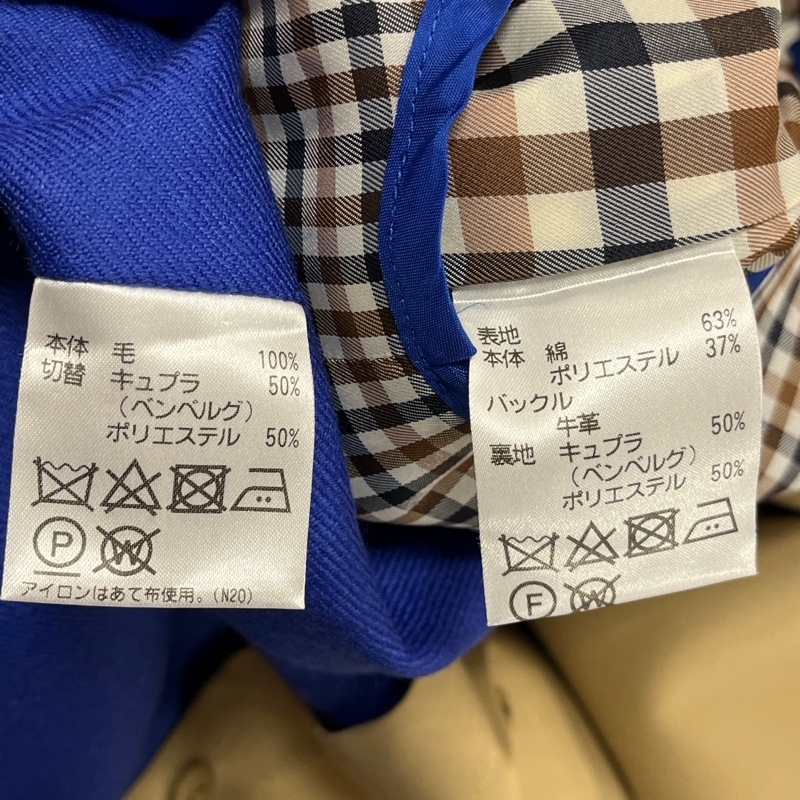 本体 毛 100%
切替 キュプラ 50%
(ベンベルグ)
ポリエステル 50%
P W
アイロンはあて布使用。(N20)
表地
本体 綿 63%
ポリエステル 37%
バックル
牛革
裏地 キュプラ 50%
(ベンベルグ)
ポリエステル 50%
F W